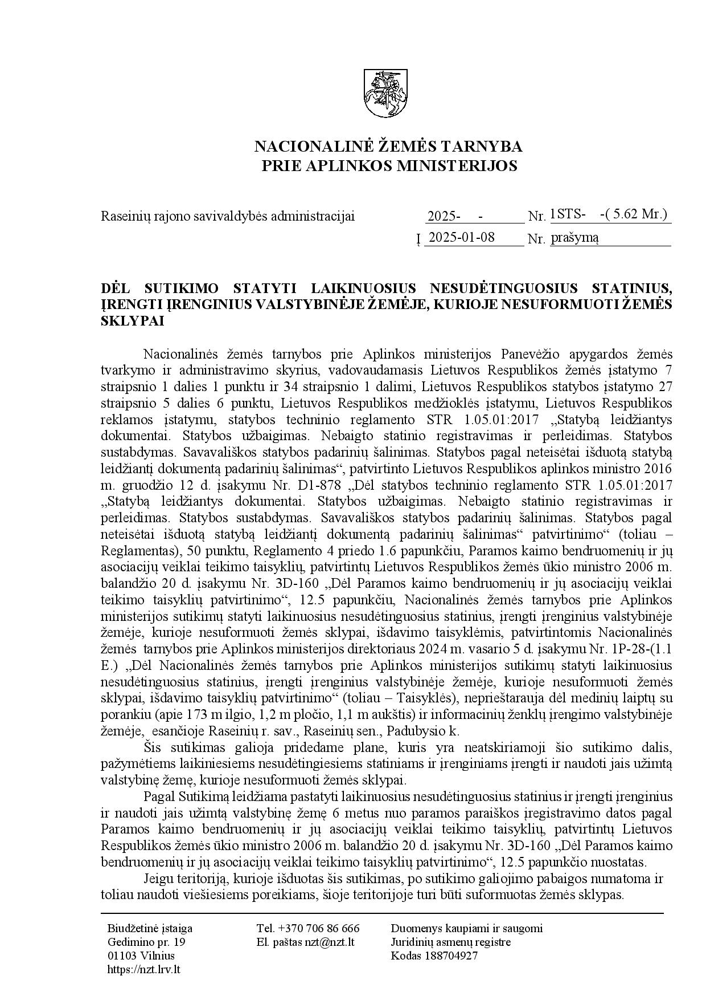 NACIONALINĖ ŽEMĖS TARNYBA
PRIE APLINKOS MINISTERIJOS
Raseinių rajono savivaldybės administracijai 2025- - Nr. 1STS- -( 5.62 Mr.)
Į 2025-01-08 Nr. prašymą
DĖL SUTIKIMO STATYTI LAIKINUOSIUS NESUDĖTINGUOSIUS STATINIUS,
ĮRENGTI ĮRENGINIUS VALSTYBINĖJE ŽEMĖJE, KURIOJE NESUFORMUOTI ŽEMĖS
SKLYPAI
Nacionalinės žemės tarnybos prie Aplinkos ministerijos Panevėžio apygardos žemės
tvarkymo ir administravimo skyrius, vadovaudamasis Lietuvos Respublikos žemės įstatymo 7
straipsnio 1 dalies 1 punktu ir 34 straipsnio 1 dalimi, Lietuvos Respublikos statybos įstatymo 27
straipsnio 5 dalies 6 punktu, Lietuvos Respublikos medžioklės įstatymu, Lietuvos Respublikos
reklamos įstatymu, statybos techninio reglamento STR 1.05.01:2017 „Statybą leidžiantys
dokumentai. Statybos užbaigimas. Nebaigto statinio registravimas ir perleidimas. Statybos
sustabdymas. Savavališkos statybos padarinių šalinimas. Statybos pagal neteisėtai išduotą statybą
leidžiantį dokumentą padarinių šalinimas“, patvirtinto Lietuvos Respublikos aplinkos ministro 2016
m. gruodžio 12 d. įsakymu Nr. D1-878 „Dėl statybos techninio reglamento STR 1.05.01:2017
„Statybą leidžiantys dokumentai. Statybos užbaigimas. Nebaigto statinio registravimas ir
perleidimas. Statybos sustabdymas. Savavališkos statybos padarinių šalinimas. Statybos pagal
neteisėtai išduotą statybą leidžiantį dokumentą padarinių šalinimas“ patvirtinimo“ (toliau –
Reglamentas), 50 punktu, Reglamento 4 priedo 1.6 papunkčiu, Paramos kaimo bendruomenių ir jų
asociacijų veiklai teikimo taisyklių, patvirtintų Lietuvos Respublikos žemės ūkio ministro 2006 m.
balandžio 20 d. įsakymu Nr. 3D-160 „Dėl Paramos kaimo bendruomenių ir jų asociacijų veiklai
teikimo taisyklių patvirtinimo“, 12.5 papunkčiu, Nacionalinės žemės tarnybos prie Aplinkos
ministerijos sutikimų statyti laikinuosius nesudėtinguosius statinius, įrengti įrenginius valstybinėje
žemėje, kurioje nesuformuoti žemės sklypai, išdavimo taisyklėmis, patvirtintomis Nacionalinės
žemės tarnybos prie Aplinkos ministerijos direktoriaus 2024 m. vasario 5 d. įsakymu Nr. 1P-28-(1.1
E.) „Dėl Nacionalinės žemės tarnybos prie Aplinkos ministerijos sutikimų statyti laikinuosius
nesudėtinguosius statinius, įrengti įrenginius valstybinėje žemėje, kurioje nesuformuoti žemės
sklypai, išdavimo taisyklių patvirtinimo“ (toliau – Taisyklės), neprieštarauja dėl medinių laiptų su
porankiu (apie 173 m ilgio, 1,2 m pločio, 1,1 m aukštis) ir informacinių ženklų įrengimo valstybinėje
žemėje, esančioje Raseinių r. sav., Raseinių sen., Padubysio k.
Šis sutikimas galioja pridedame plane, kuris yra neatskiriamoji šio sutikimo dalis,
pažymėtiems laikiniesiems nesudėtingiesiems statiniams ir įrenginiams įrengti ir naudoti jais užimtą
valstybinę žemę, kurioje nesuformuoti žemės sklypai.
Pagal Sutikimą leidžiama pastatyti laikinuosius nesudėtinguosius statinius ir įrengti įrenginius
ir naudoti jais užimtą valstybinę žemę 6 metus nuo paramos paraiškos įregistravimo datos pagal
Paramos kaimo bendruomenių ir jų asociacijų veiklai teikimo taisyklių, patvirtintų Lietuvos
Respublikos žemės ūkio ministro 2006 m. balandžio 20 d. įsakymu Nr. 3D-160 „Dėl Paramos kaimo
bendruomenių ir jų asociacijų veiklai teikimo taisyklių patvirtinimo“, 12.5 papunkčio nuostatas.
Jeigu teritoriją, kurioje išduotas šis sutikimas, po sutikimo galiojimo pabaigos numatoma ir
toliau naudoti viešiesiems poreikiams, šioje teritorijoje turi būti suformuotas žemės sklypas.
Biudžetinė įstaiga Tel. +370 706 86 666 Duomenys kaupiami ir saugomi
Gedimino pr. 19 El. paštas nzt@nzt.lt Juridinių asmenų registre
01103 Vilnius Kodas 188704927
https://nzt.lrv.lt